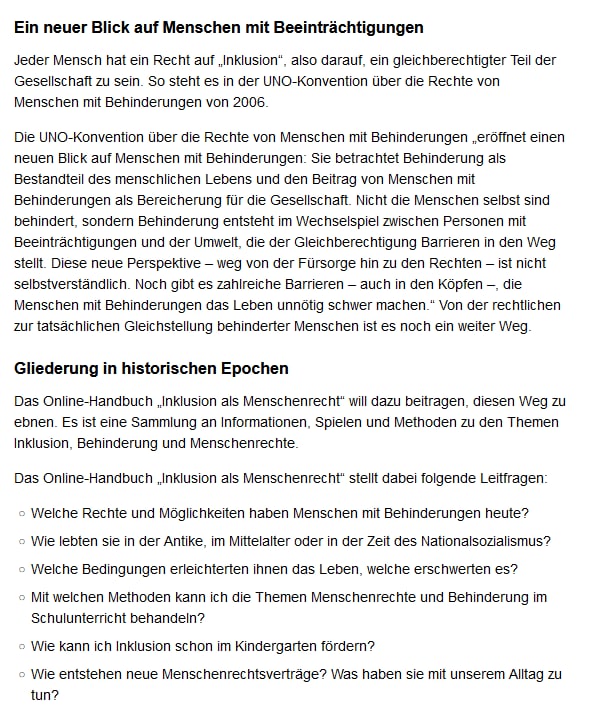 Ein neuer Blick auf Menschen mit Beeinträchtigungen
Jeder Mensch hat ein Recht auf „Inklusion“, also darauf, ein gleichberechtigter Teil der
Gesellschaft zu sein. So steht es in der UNO-Konvention über die Rechte von
Menschen mit Behinderungen von 2006.
Die UNO-Konvention über die Rechte von Menschen mit Behinderungen „eröffnet einen
neuen Blick auf Menschen mit Behinderungen: Sie betrachtet Behinderung als
Bestandteil des menschlichen Lebens und den Beitrag von Menschen mit
Behinderungen als Bereicherung für die Gesellschaft. Nicht die Menschen selbst sind
behindert, sondern Behinderung entsteht im Wechselspiel zwischen Personen mit
Beeinträchtigungen und der Umwelt, die der Gleichberechtigung Barrieren in den Weg
stellt. Diese neue Perspektive – weg von der Fürsorge hin zu den Rechten – ist nicht
selbstverständlich. Noch gibt es zahlreiche Barrieren – auch in den Köpfen –, die
Menschen mit Behinderungen das Leben unnötig schwer machen.“ Von der rechtlichen
zur tatsächlichen Gleichstellung behinderter Menschen ist es noch ein weiter Weg.
Gliederung in historischen Epochen
Das Online-Handbuch „Inklusion als Menschenrecht“ will dazu beitragen, diesen Weg zu
ebnen. Es ist eine Sammlung an Informationen, Spielen und Methoden zu den Themen
Inklusion, Behinderung und Menschenrechte.
Das Online-Handbuch „Inklusion als Menschenrecht“ stellt dabei folgende Leitfragen:
○ Welche Rechte und Möglichkeiten haben Menschen mit Behinderungen heute?
○ Wie lebten sie in der Antike, im Mittelalter oder in der Zeit des Nationalsozialismus?
○ Welche Bedingungen erleichterten ihnen das Leben, welche erschwerten es?
○ Mit welchen Methoden kann ich die Themen Menschenrechte und Behinderung im
Schulunterricht behandeln?
○ Wie kann ich Inklusion schon im Kindergarten fördern?
○ Wie entstehen neue Menschenrechtsverträge? Was haben sie mit unserem Alltag zu
tun?